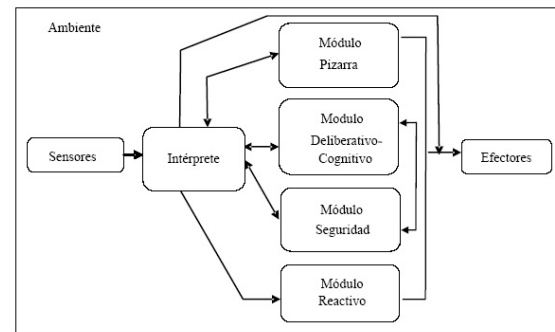 Ambiente
Módulo
Pizarra
Modulo
Deliberativo-
Cognitivo
Sensores
Intérprete
Efectores
Módulo
Seguridad
Módulo
Reactivo